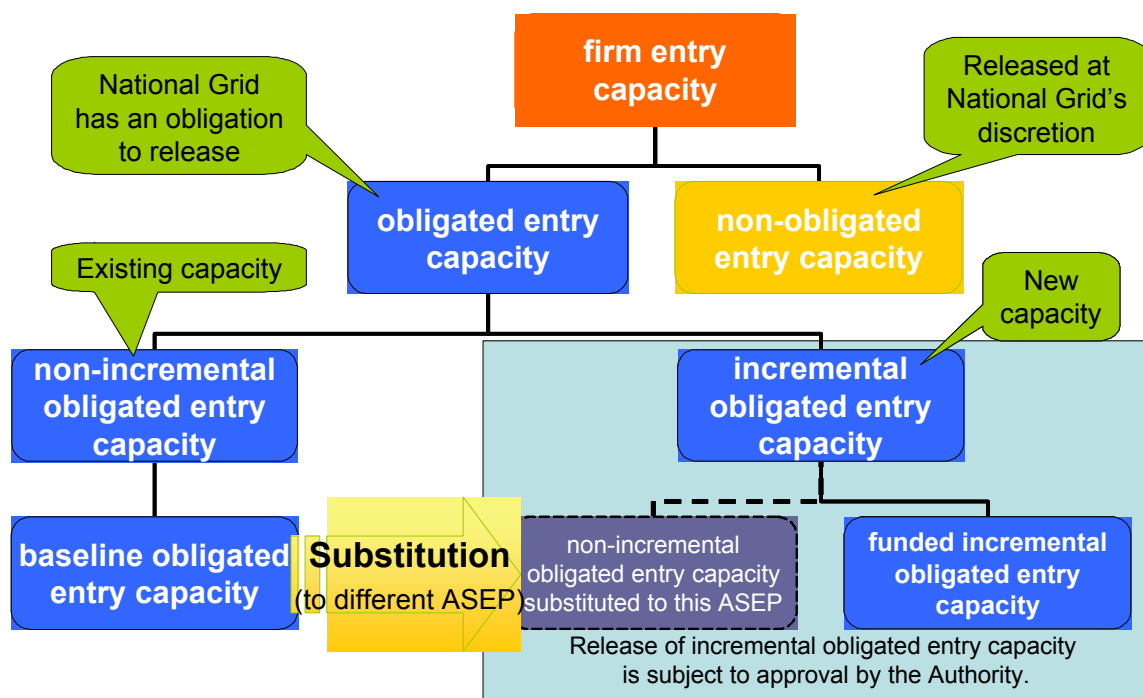 firm entry
capacity
National Grid
has an obligation
to release
Released at
National Grid's
discretion
obligated entry
capacity
non-obligated
entry capacity
Existing capacity
New
capacity
non-incremental
obligated entry
capacity
incremental
obligated entry
capacity
baseline obligated
entry capacity
Substitution
(to different ASEP)
non-incremental
obligated entry capacity
substituted to this ASEP
funded incremental
obligated entry
capacity
Release of incremental obligated entry capacity
is subject to approval by the Authority.